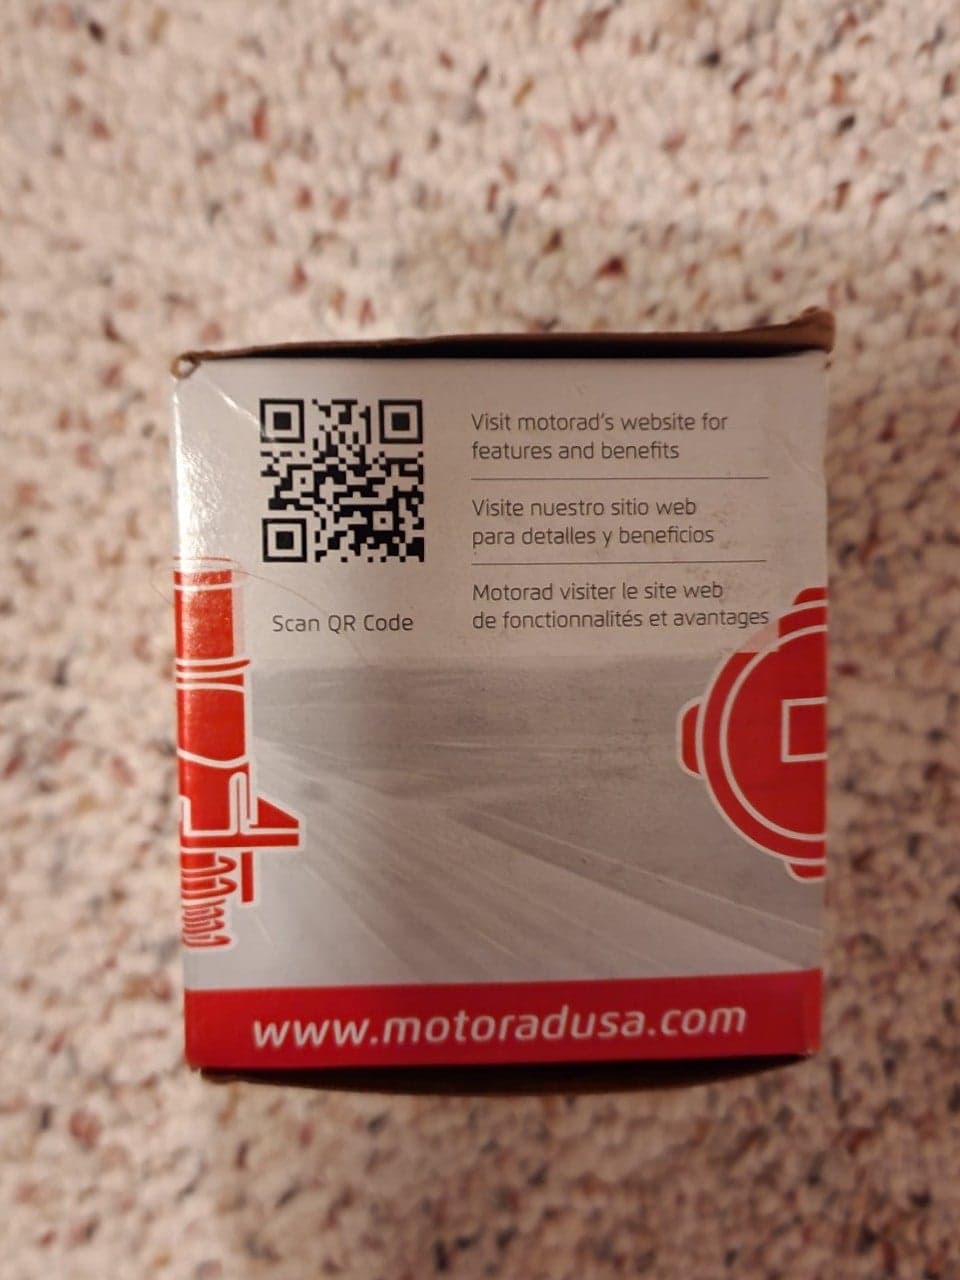 Visit motorad's website for
features and benefits
Visite nuestro sitio web
para detalles y beneficios
Motorad visiter le site web
de fonctionnalités et avantages
Scan QR Code
www.motoradusa.com